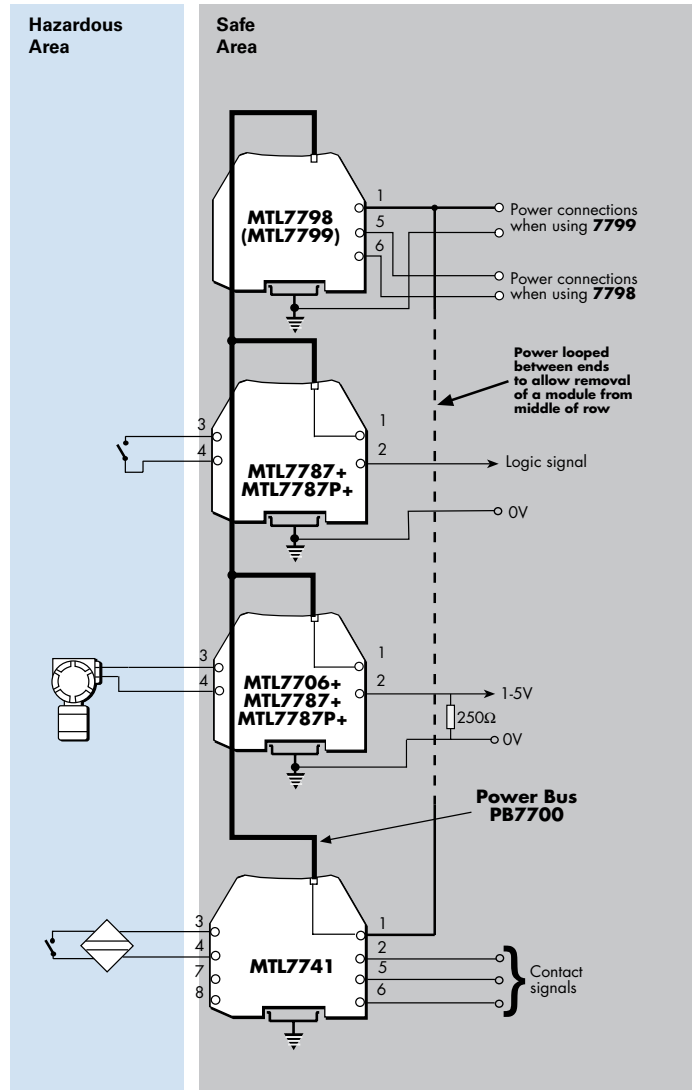 Hazardous
Area
Safe
Area
MTL7798
(MTL7799)
1
5
6
Power connections
when using 7799
Power connections
when using 7798
Power looped
between ends
to allow removal
of a module from
middle of row
3
4
MTL7787+
MTL7787P+
1
2
Logic signal
0V
3
4
MTL7706+
MTL7787+
MTL7787P+
1
2
1-5V
250Ω
0V
Power Bus
PB7700
3
4
7
8
MTL7741
1
2
5
6
Contact
signals